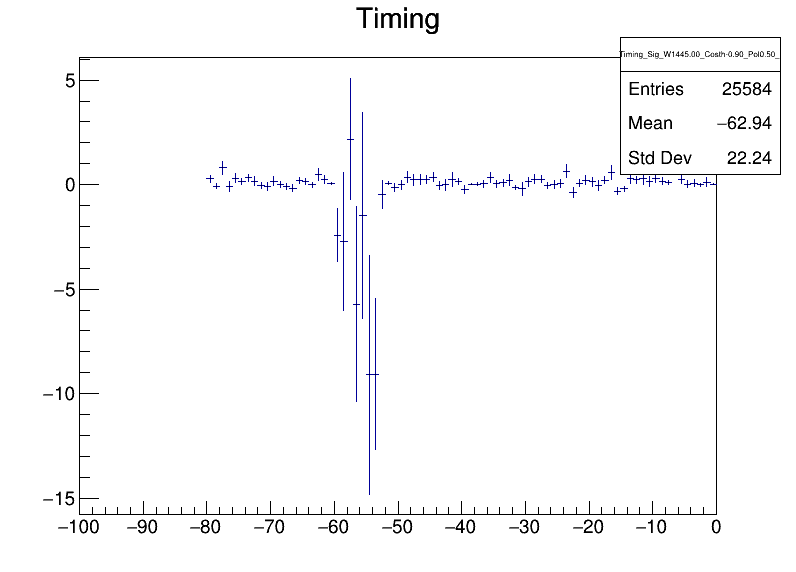 Timing
Timing_Sig_W1445.00_Costh-0.90_Pol0.50_
Entries 25584
Mean −62.94
Std Dev 22.24
5
0
−5
−10
−15
−100 −90 −80 −70 −60 −50 −40 −30 −20 −10 0